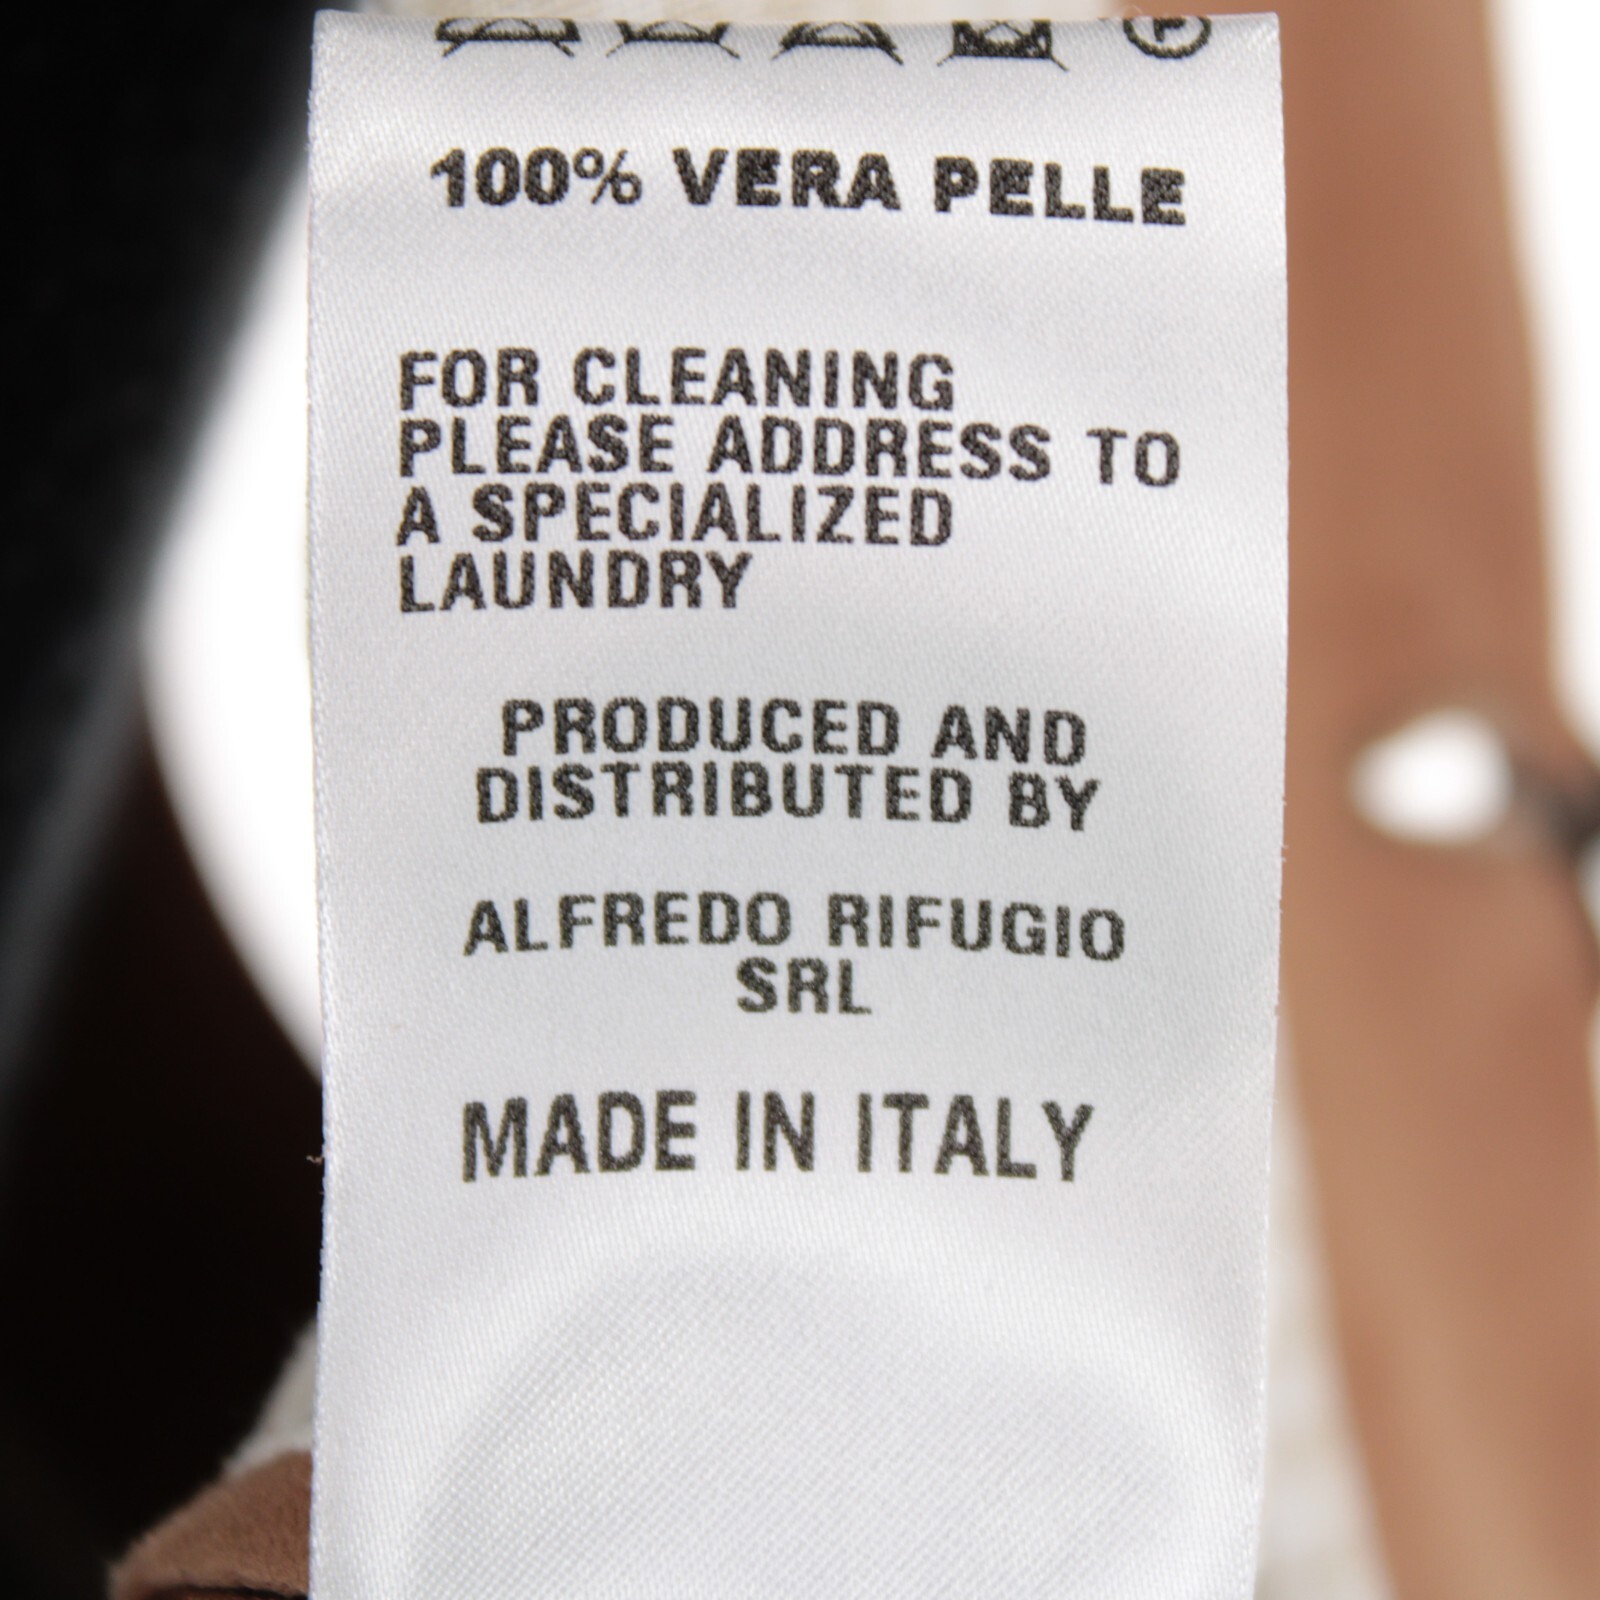 100% VERA PELLE
FOR CLEANING
PLEASE ADDRESS TO
A SPECIALIZED
LAUNDRY
PRODUCED AND
DISTRIBUTED BY
ALFREDO RIFUGIO
SRL
MADE IN ITALY